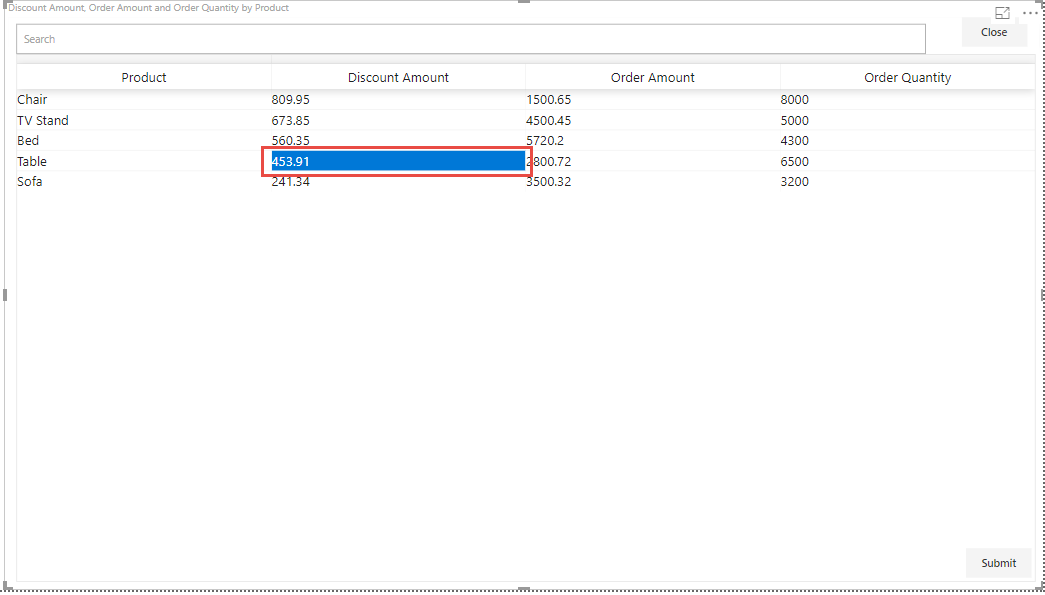 Discount Amount, Order Amount and Order Quantity by Product
Search
Close
Product Discount Amount Order Amount Order Quantity
Chair 809.95 1500.65 8000
TV Stand 673.85 4500.45 5000
Bed 560.35 5720.2 4300
Table 453.91 2800.72 6500
Sofa 241.34 3500.32 3200
Submit